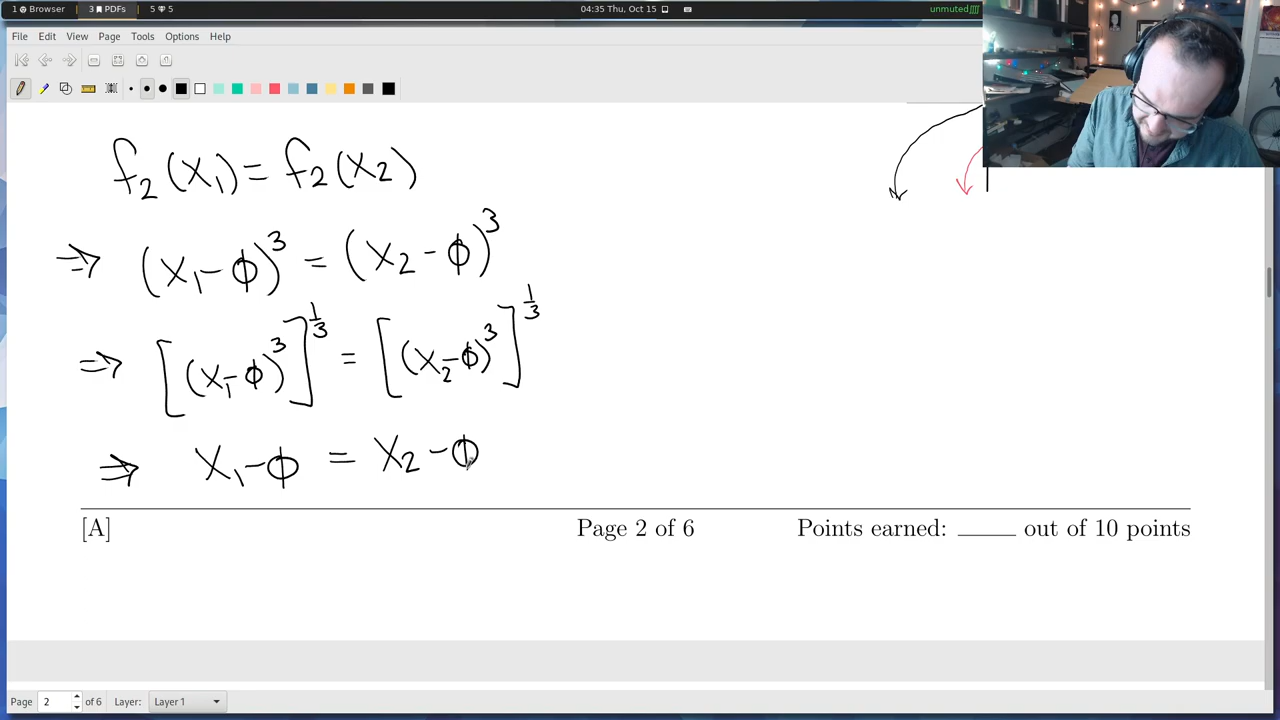 1 Browser 3 PDFs 5 5 04:35 Thu, Oct 15 unmuted
File Edit View Page Tools Options Help
f₂(x₁) = f₂(x₂)
⇒ (x₁-ϕ)³ = (x₂-ϕ)³
⇒ [(x₁-ϕ)³]^{1/3} = [(x₂-ϕ)³]^{1/3}
⇒ x₁-ϕ = x₂-ϕ
[A] Page 2 of 6 Points earned: _____ out of 10 points
Page 2 of 6 Layer: Layer 1